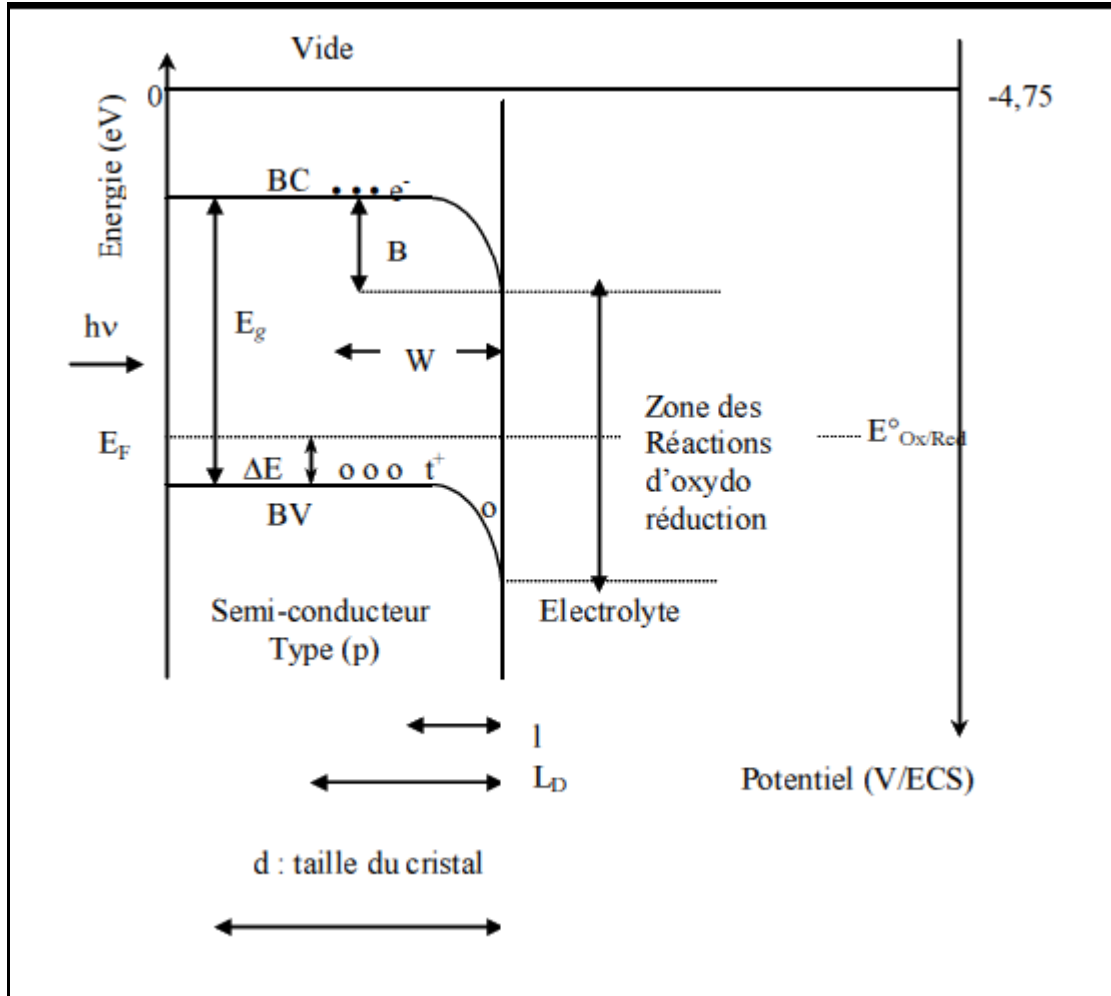 Vide
0
-4,75
Energie (eV)
BC
e-
B
Eg
hν
W
Zone des
Réactions
d'oxydo
réduction
EF
E°Ox/Red
ΔE
o o o t+
o
BV
Semi-conducteur
Type (p)
Electrolyte
l
LD
Potentiel (V/ECS)
d : taille du cristal